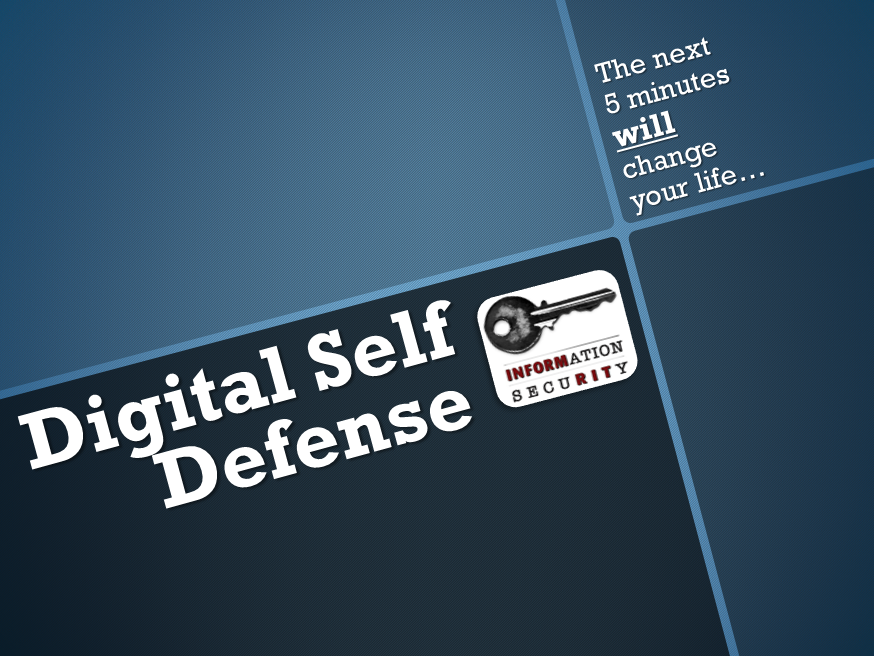 The next
5 minutes
will
change
your life...
Digital Self
Defense
INFORMATION
SECURITY